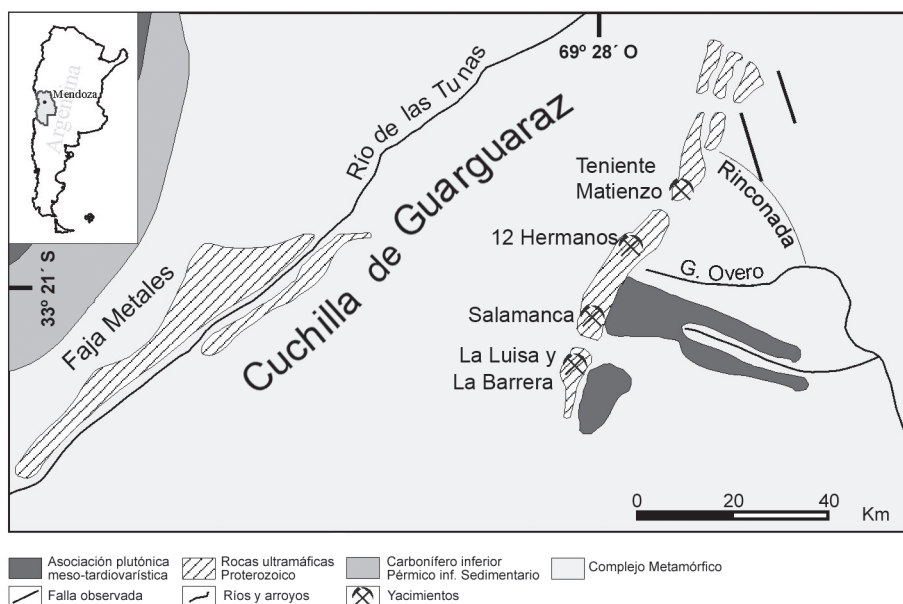 Argentina
Mendoza
69º 28´ O
33º 21´ S
Río de las Tunas
Cuchilla de Guarguaraz
Faja Metales
Teniente
Matienzo
Rinconada
12 Hermanos
G. Overo
Salamanca
La Luisa y
La Barrera
0 20 40
Km
Asociación plutónica
meso-tardiovarística
Rocas ultramáficas
Proterozoico
Carbonífero inferior
Pérmico inf. Sedimentario
Complejo Metamórfico
Falla observada
Ríos y arroyos
Yacimientos